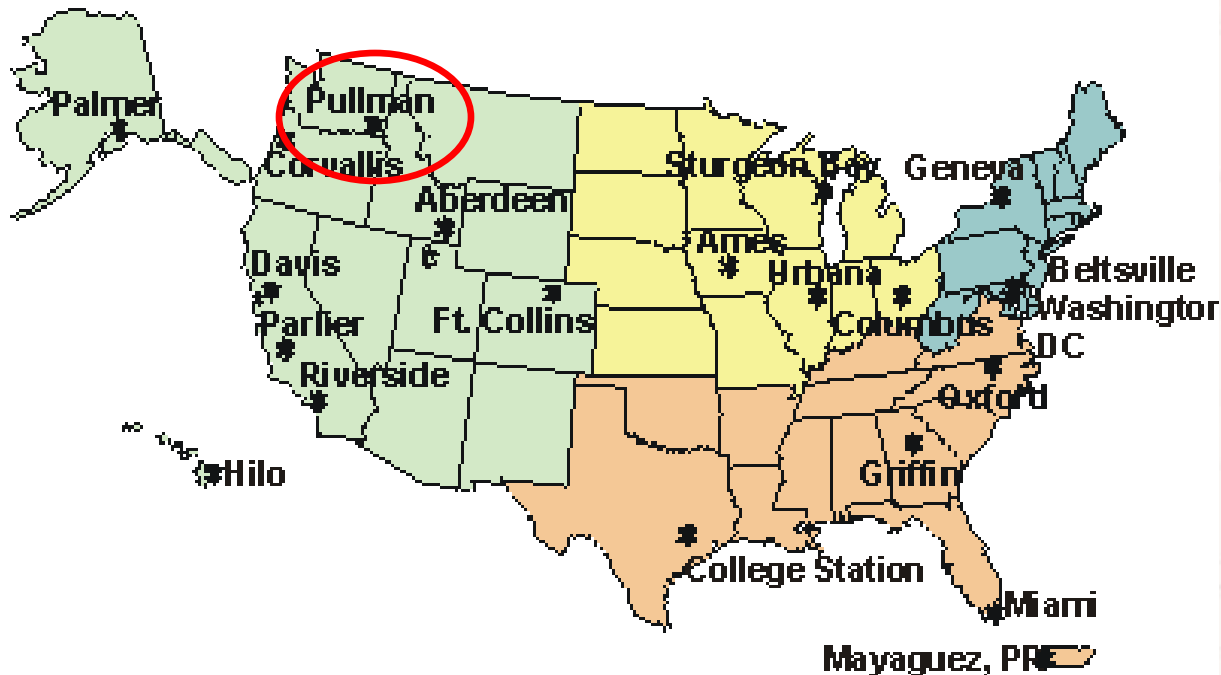 Palmer
Pullman
Corvallis
Sturgeon Bay
Geneva
Aberdeen
Ames
Davis
Urbana
Beltsville
Parlier
Ft. Collins
Columbus
Washington
DC
Riverside
Oxford
Hilo
Griffin
College Station
Miami
Mayaguez, PR